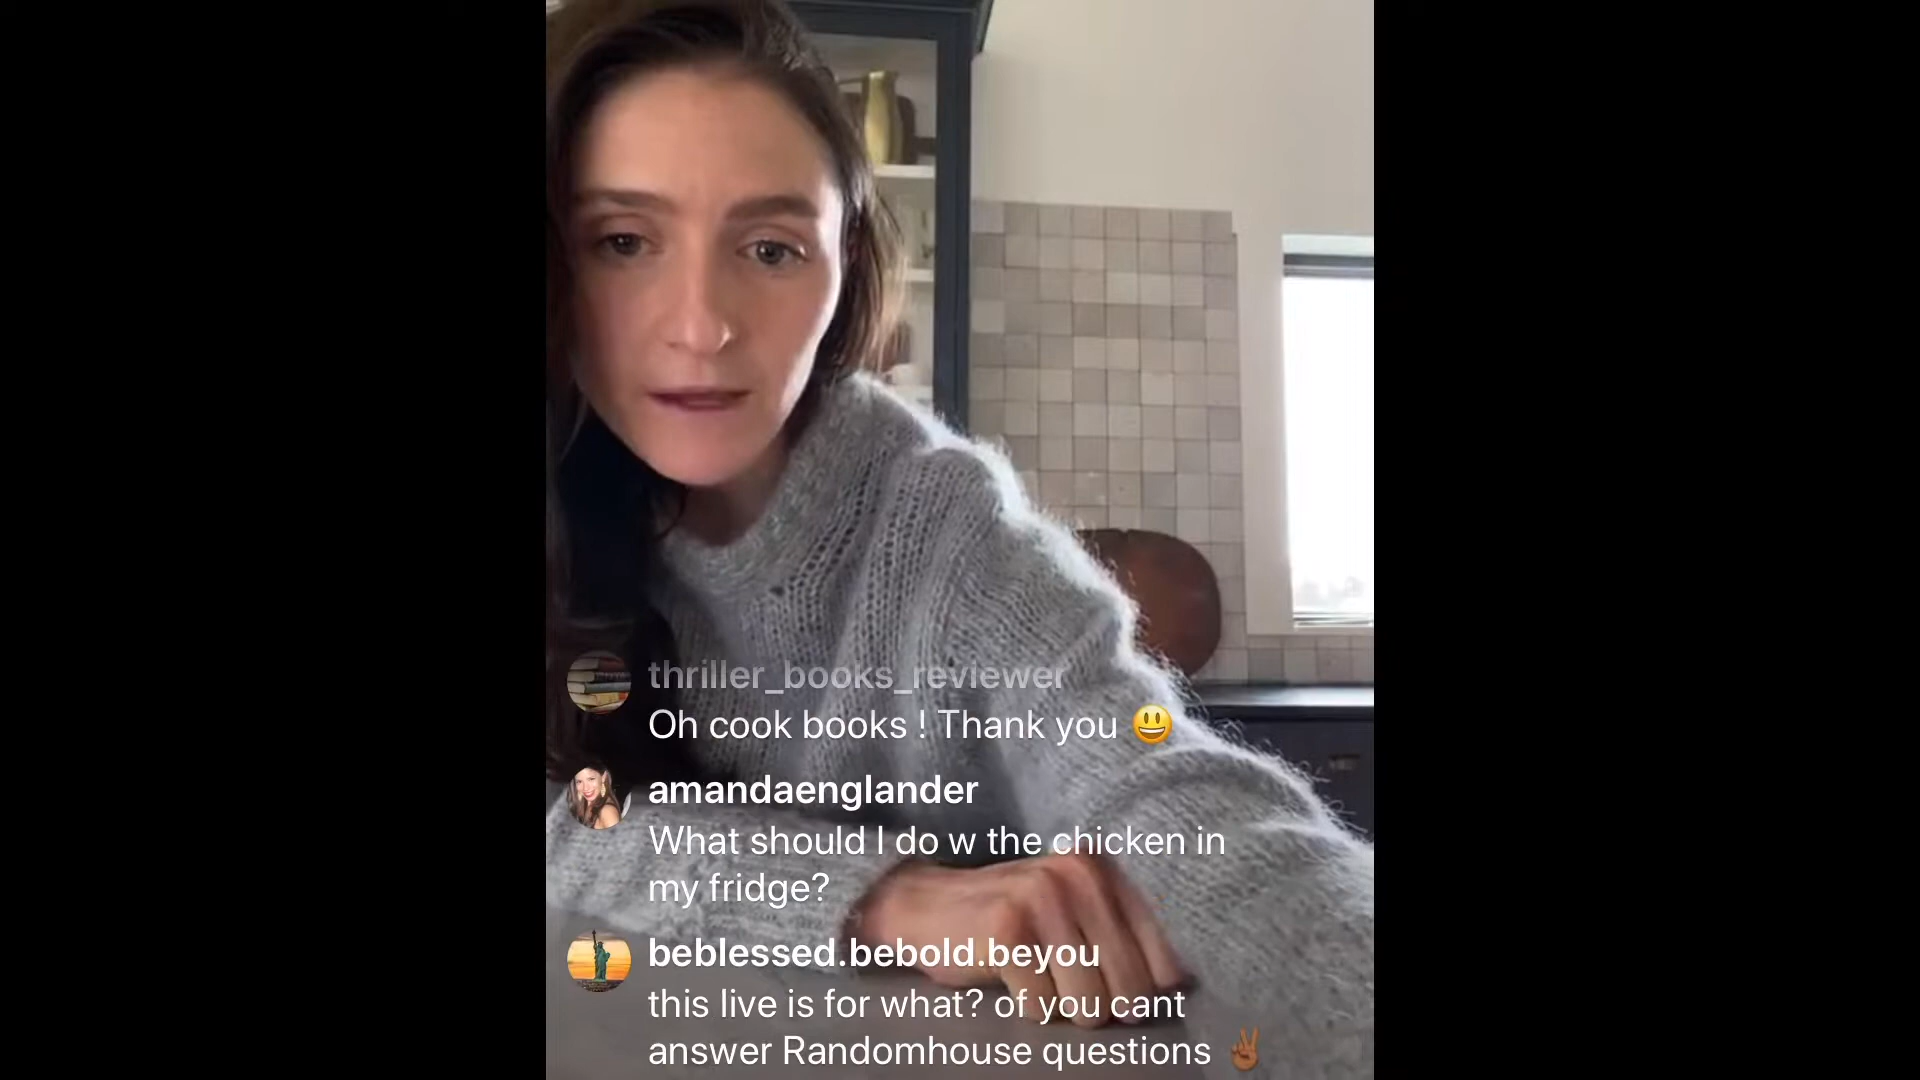 thriller_books_reviewer
Oh cook books ! Thank you 😃
amandaenglander
What should I do w the chicken in
my fridge?
beblessed.bebold.beyou
this live is for what? of you cant
answer Randomhouse questions ✌🏾